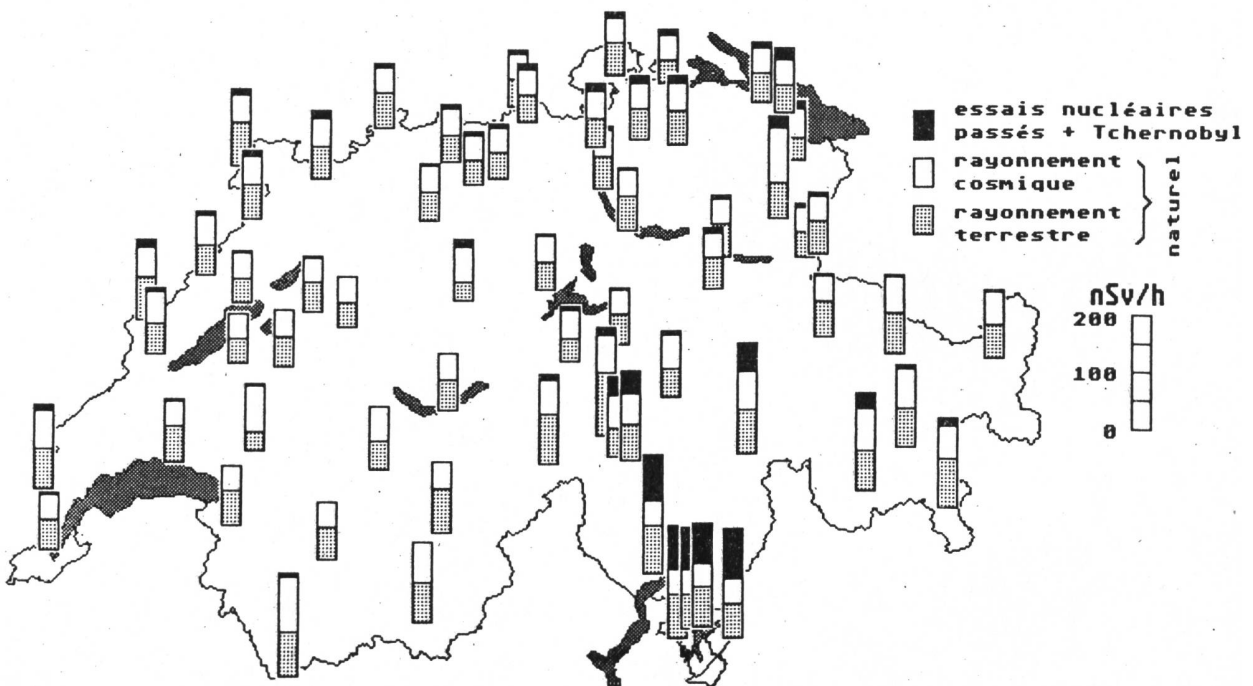 essais nucléaires
passés + Tchernobyl
rayonnement
cosmique
rayonnement
terrestre
naturel
nSv/h
200
100
0